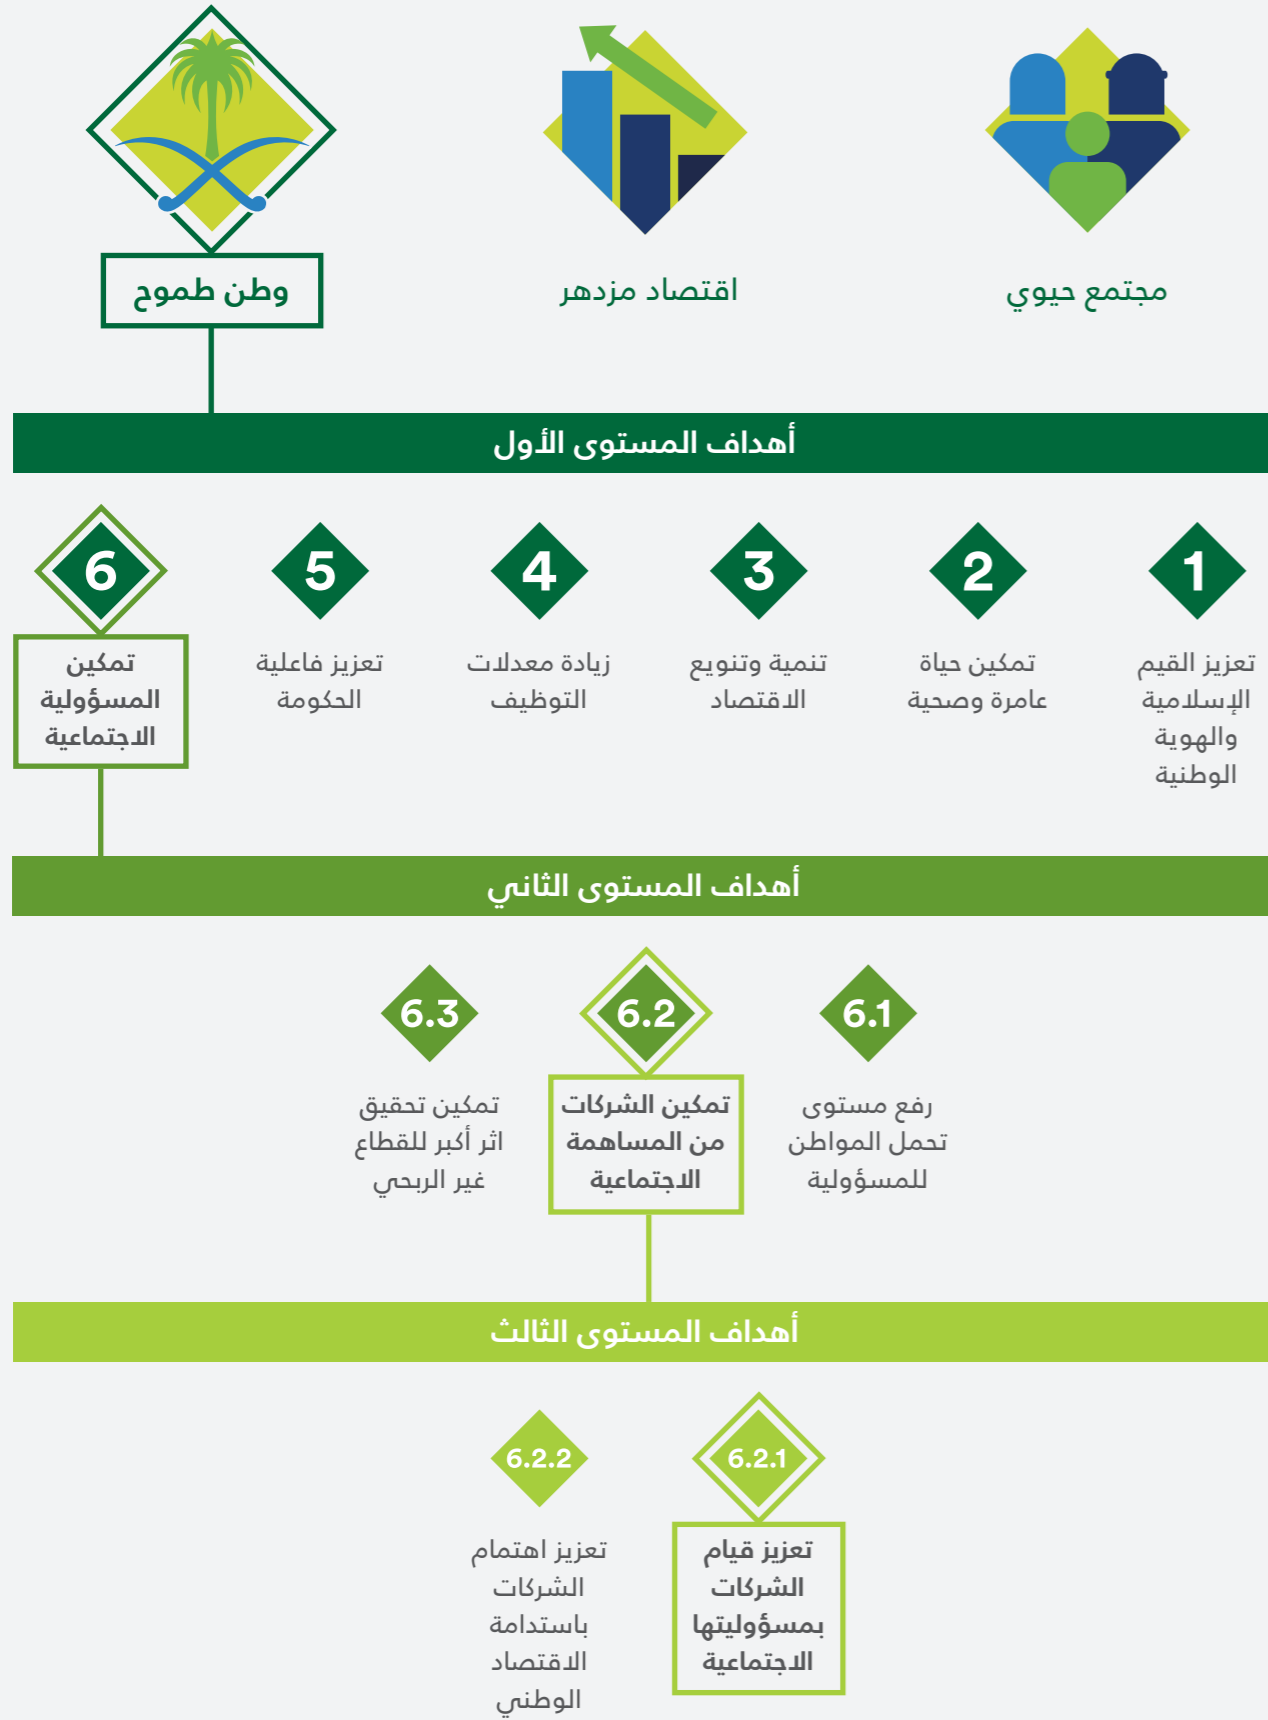 مجتمع حيوي
اقتصاد مزدهر
وطن طموح
أهداف المستوى الأول
1
تعزيز القيم
الإسلامية
والهوية
الوطنية
2
تمكين حياة
عامرة وصحية
3
تنمية وتنويع
الاقتصاد
4
زيادة معدلات
التوظيف
5
تعزيز فاعلية
الحكومة
6
تمكين
المسؤولية
الاجتماعية
أهداف المستوى الثاني
6.1
رفع مستوى
تحمل المواطن
للمسؤولية
6.2
تمكين الشركات
من المساهمة
الاجتماعية
6.3
تمكين تحقيق
اثر أكبر للقطاع
غير الربحي
أهداف المستوى الثالث
6.2.1
تعزيز قيام
الشركات
بمسؤوليتها
الاجتماعية
6.2.2
تعزيز اهتمام
الشركات
باستدامة
الاقتصاد
الوطني